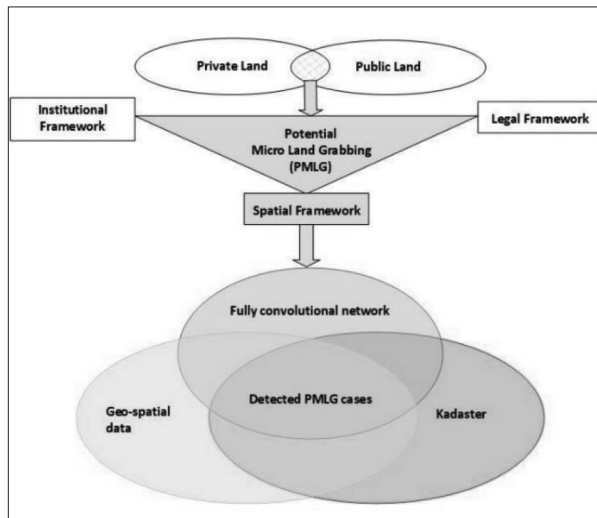 Private Land
Public Land
Institutional
Framework
Legal Framework
Potential
Micro Land Grabbing
(PMLG)
Spatial Framework
Fully convolutional network
Geo-spatial
data
Detected PMLG cases
Kadaster